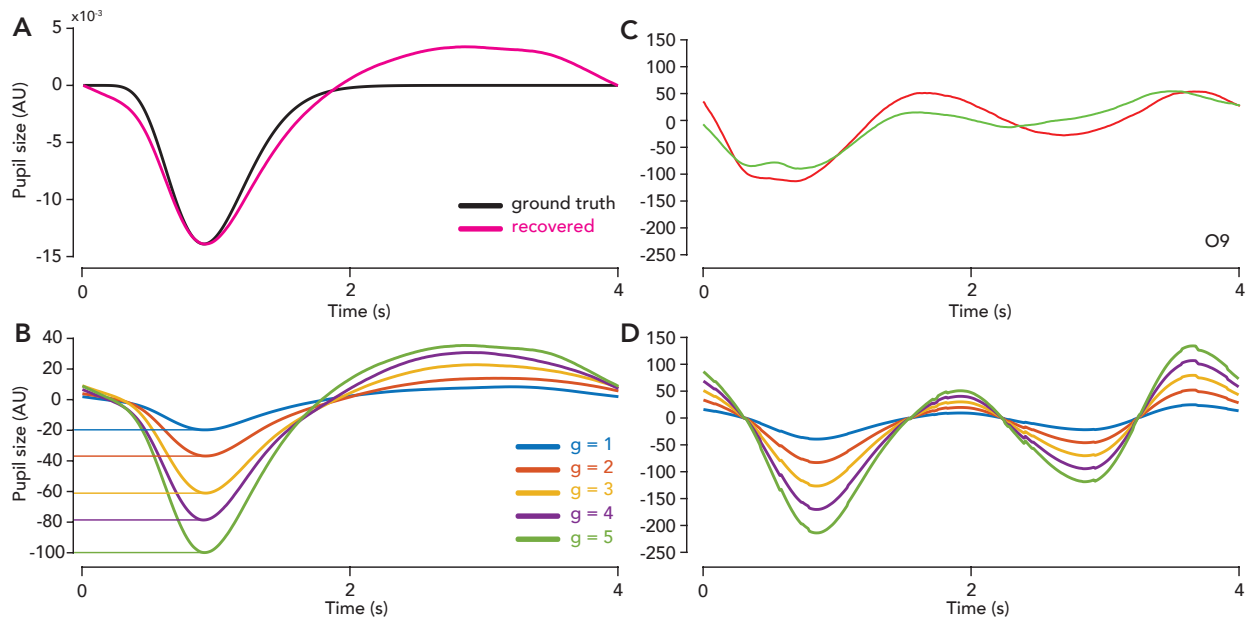 A
×10-3
5
0
-5
-10
-15
Pupil size (AU)
ground truth
recovered
0
2
4
Time (s)
B
40
20
0
-20
-40
-60
-80
-100
Pupil size (AU)
g = 1
g = 2
g = 3
g = 4
g = 5
0
2
4
Time (s)
C
150
100
50
0
-50
-100
-150
-200
-250
O9
0
2
4
Time (s)
D
150
100
50
0
-50
-100
-150
-200
-250
0
2
4
Time (s)